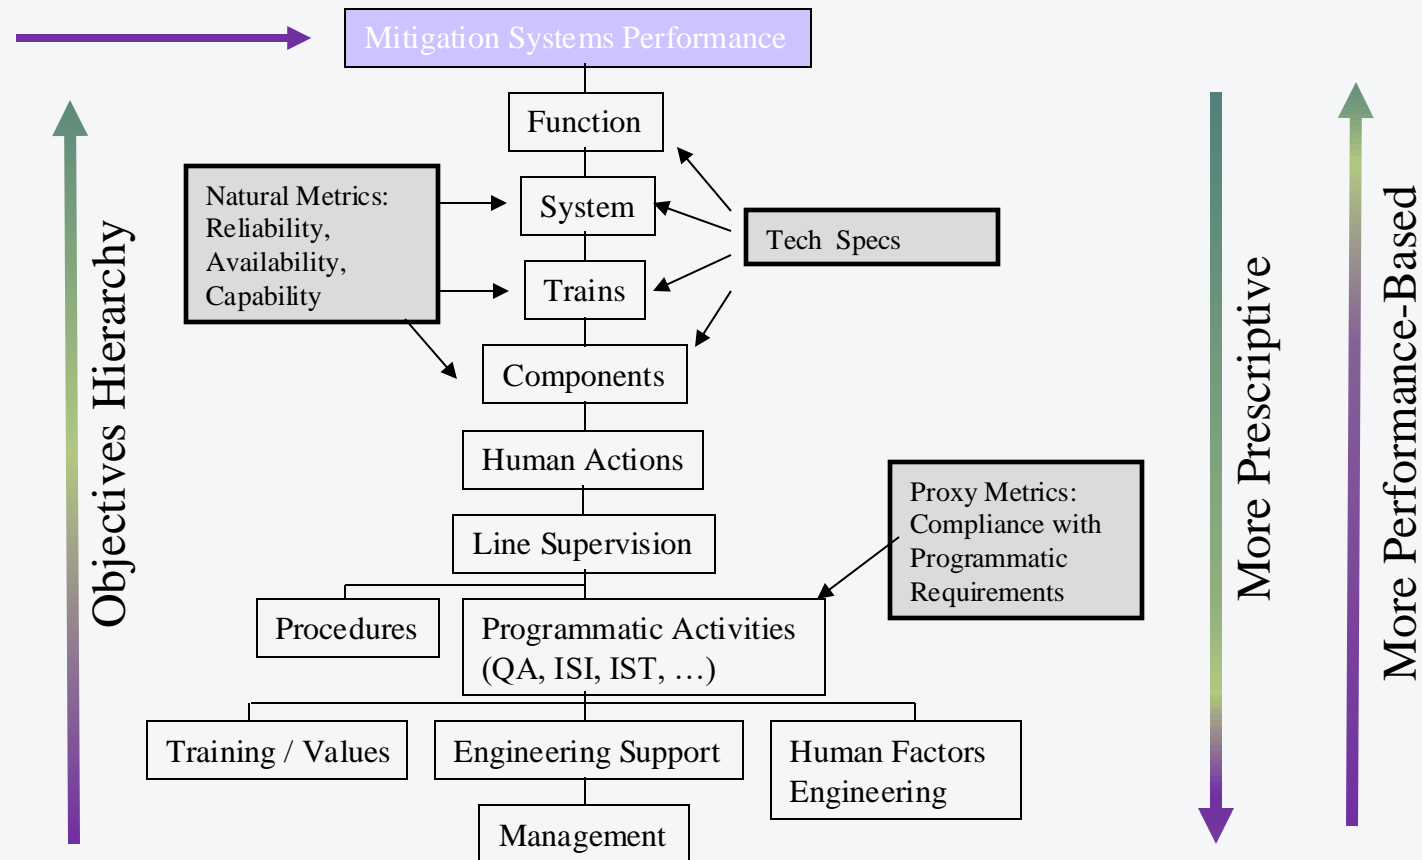 Mitigation Systems Performance
Function
Natural Metrics:
Reliability,
Availability,
Capability
System
Tech Specs
Trains
Components
Human Actions
Line Supervision
Proxy Metrics:
Compliance with
Programmatic
Requirements
Procedures
Programmatic Activities
(QA, ISI, IST, …)
Training / Values
Engineering Support
Human Factors
Engineering
Management
Objectives Hierarchy
More Prescriptive
More Performance-Based